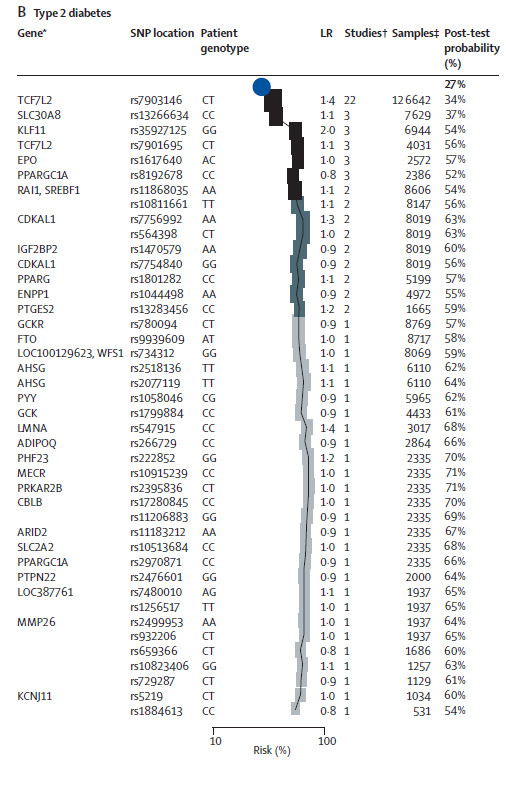 B Type 2 diabetes
Gene* SNP location Patient genotype LR Studies† Samples‡ Post-test probability (%)
27%
TCF7L2 rs7903146 CT 1·4 22 126642 34%
SLC30A8 rs13266634 CC 1·1 3 7629 37%
KLF11 rs35927125 GG 2·0 3 6944 54%
TCF7L2 rs7901695 CT 1·1 3 4031 56%
EPO rs1617640 AC 1·0 3 2572 57%
PPARGC1A rs8192678 CC 0·8 3 2386 52%
RAI1, SREBF1 rs11868035 AA 1·1 2 8606 54%
rs10811661 TT 1·1 2 8147 56%
CDKAL1 rs7756992 AA 1·3 2 8019 63%
rs564398 CT 1·0 2 8019 63%
IGF2BP2 rs1470579 AA 0·9 2 8019 60%
CDKAL1 rs7754840 GG 0·9 2 8019 56%
PPARG rs1801282 CC 1·1 2 5199 57%
ENPP1 rs1044498 AA 0·9 2 4972 55%
PTGES2 rs13283456 CC 1·2 2 1665 59%
GCKR rs780094 CT 0·9 1 8769 57%
FTO rs9939609 AT 1·0 1 8717 58%
LOC100129623, WFS1 rs734312 GG 1·0 1 8069 59%
AHSG rs2518136 TT 1·1 1 6110 62%
AHSG rs2077119 TT 1·1 1 6110 64%
PYY rs1058046 CG 0·9 1 5965 62%
GCK rs1799884 CC 0·9 1 4433 61%
LMNA rs547915 CC 1·4 1 3017 68%
ADIPOQ rs266729 CC 0·9 1 2864 66%
PHF23 rs222852 GG 1·2 1 2335 70%
MECR rs10915239 CC 1·0 1 2335 71%
PRKAR2B rs2395836 CT 1·0 1 2335 71%
CBLB rs17280845 CC 1·0 1 2335 70%
rs11206883 GG 0·9 1 2335 69%
ARID2 rs11183212 AA 0·9 1 2335 67%
SLC2A2 rs10513684 CC 1·0 1 2335 68%
PPARGC1A rs2970871 CC 0·9 1 2335 66%
PTPN22 rs2476601 GG 0·9 1 2000 64%
LOC387761 rs7480010 AG 1·1 1 1937 65%
rs1256517 TT 1·0 1 1937 65%
MMP26 rs2499953 AA 1·0 1 1937 64%
rs932206 CT 1·0 1 1937 65%
rs659366 CT 0·8 1 1686 60%
rs10823406 GG 1·1 1 1257 63%
rs729287 CT 0·9 1 1129 61%
KCNJ11 rs5219 CT 1·0 1 1034 60%
rs1884613 CC 0·8 1 531 54%
10 100
Risk (%)